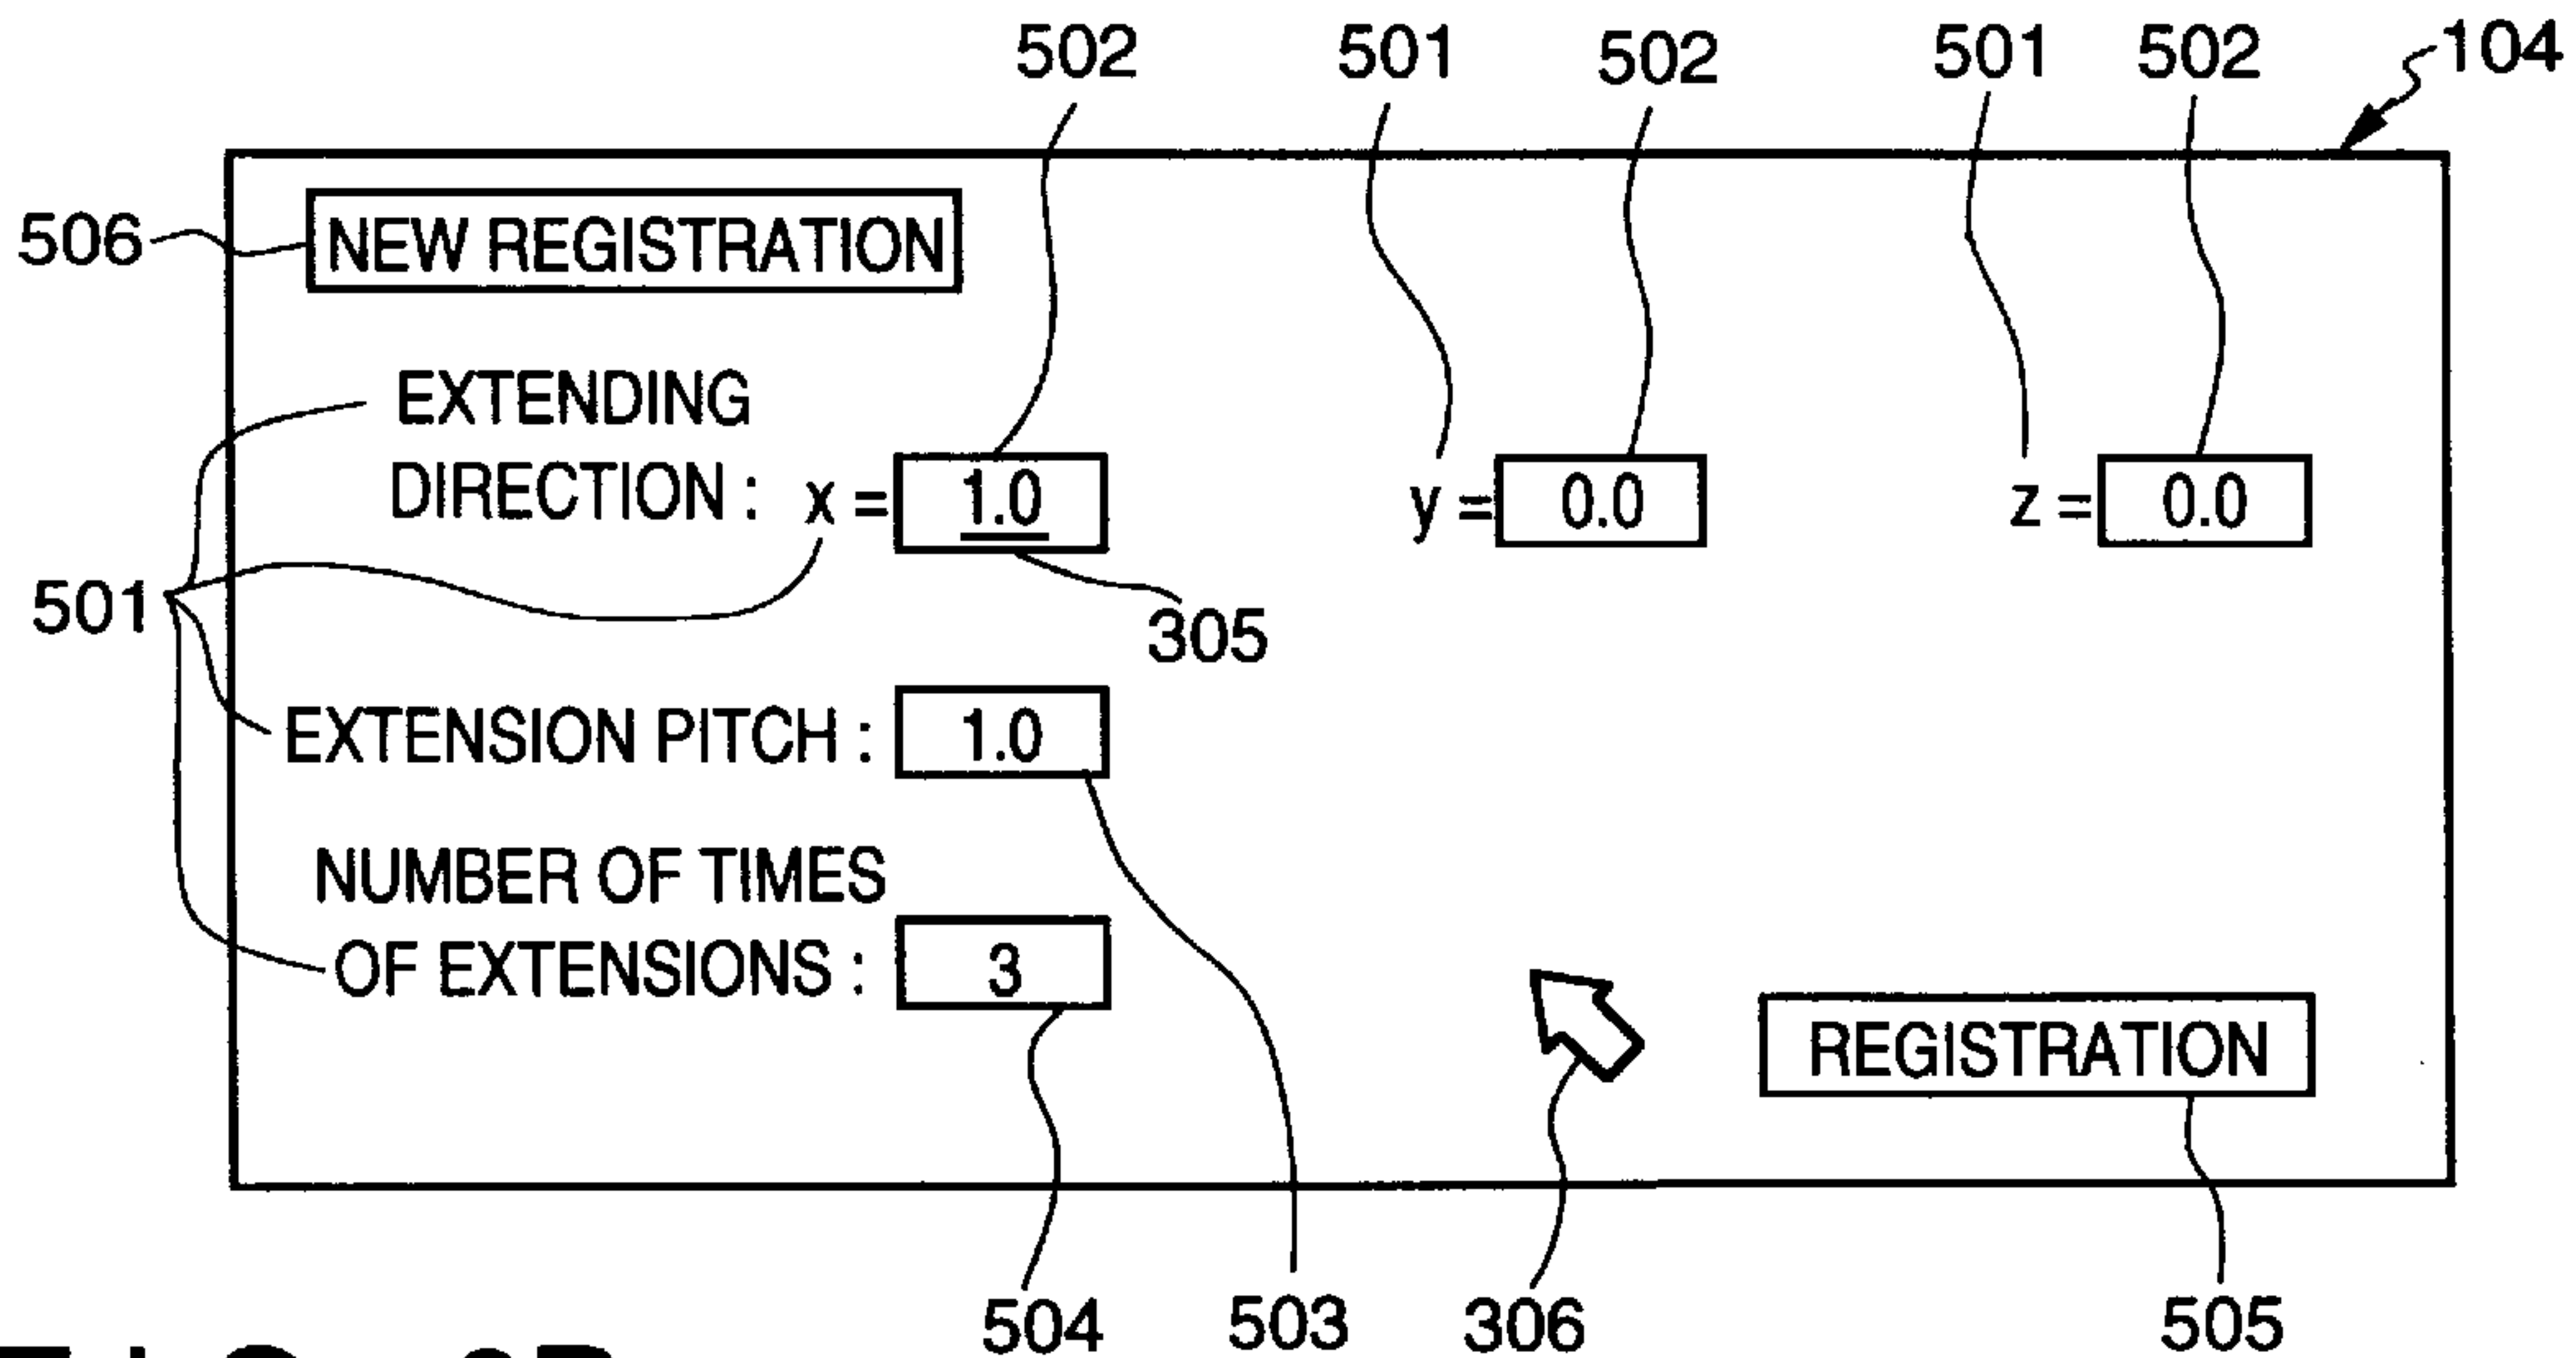 502 501 502 501 502 104
506 NEW REGISTRATION
EXTENDING
DIRECTION : x = 1.0 y = 0.0 z = 0.0
501
305
EXTENSION PITCH : 1.0
NUMBER OF TIMES
OF EXTENSIONS : 3
REGISTRATION
504 503 306 505